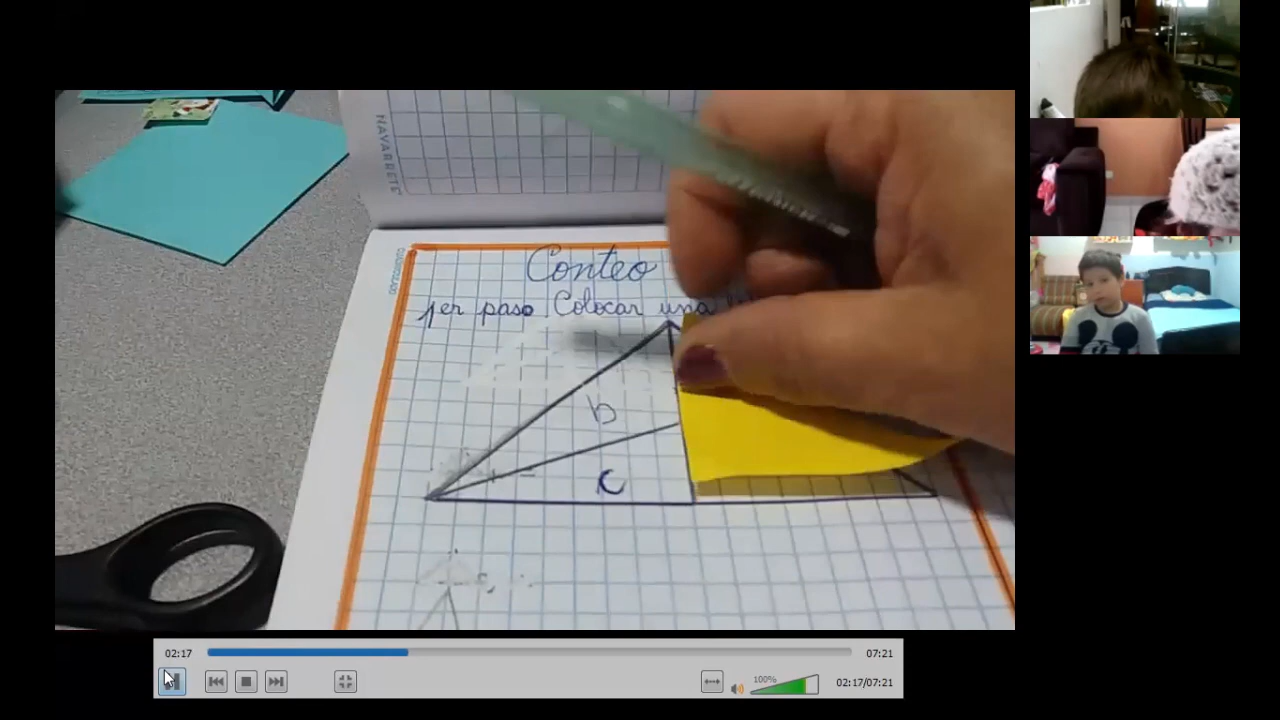 NAVARRETE
Conteo
1er paso Colocar una
b
c
02:17
07:21
100%
02:17/07:21